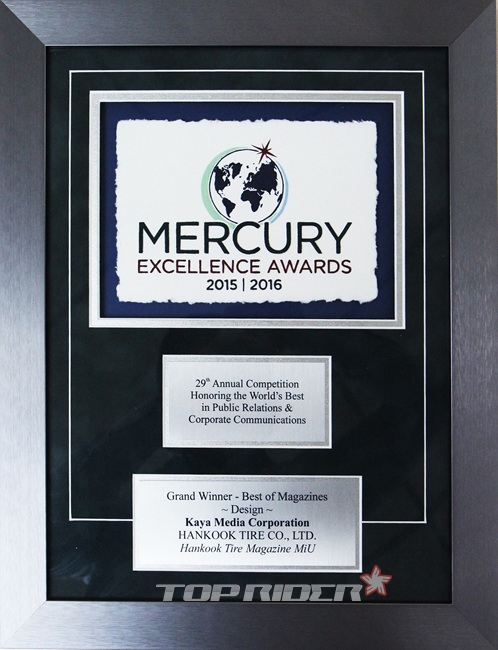 MERCURY
EXCELLENCE AWARDS
2015 | 2016
29th Annual Competition
Honoring the World's Best
in Public Relations &
Corporate Communications
Grand Winner - Best of Magazines
~ Design ~
Kaya Media Corporation
HANKOOK TIRE CO., LTD.
Hankook Tire Magazine MiU
TOPRIDER